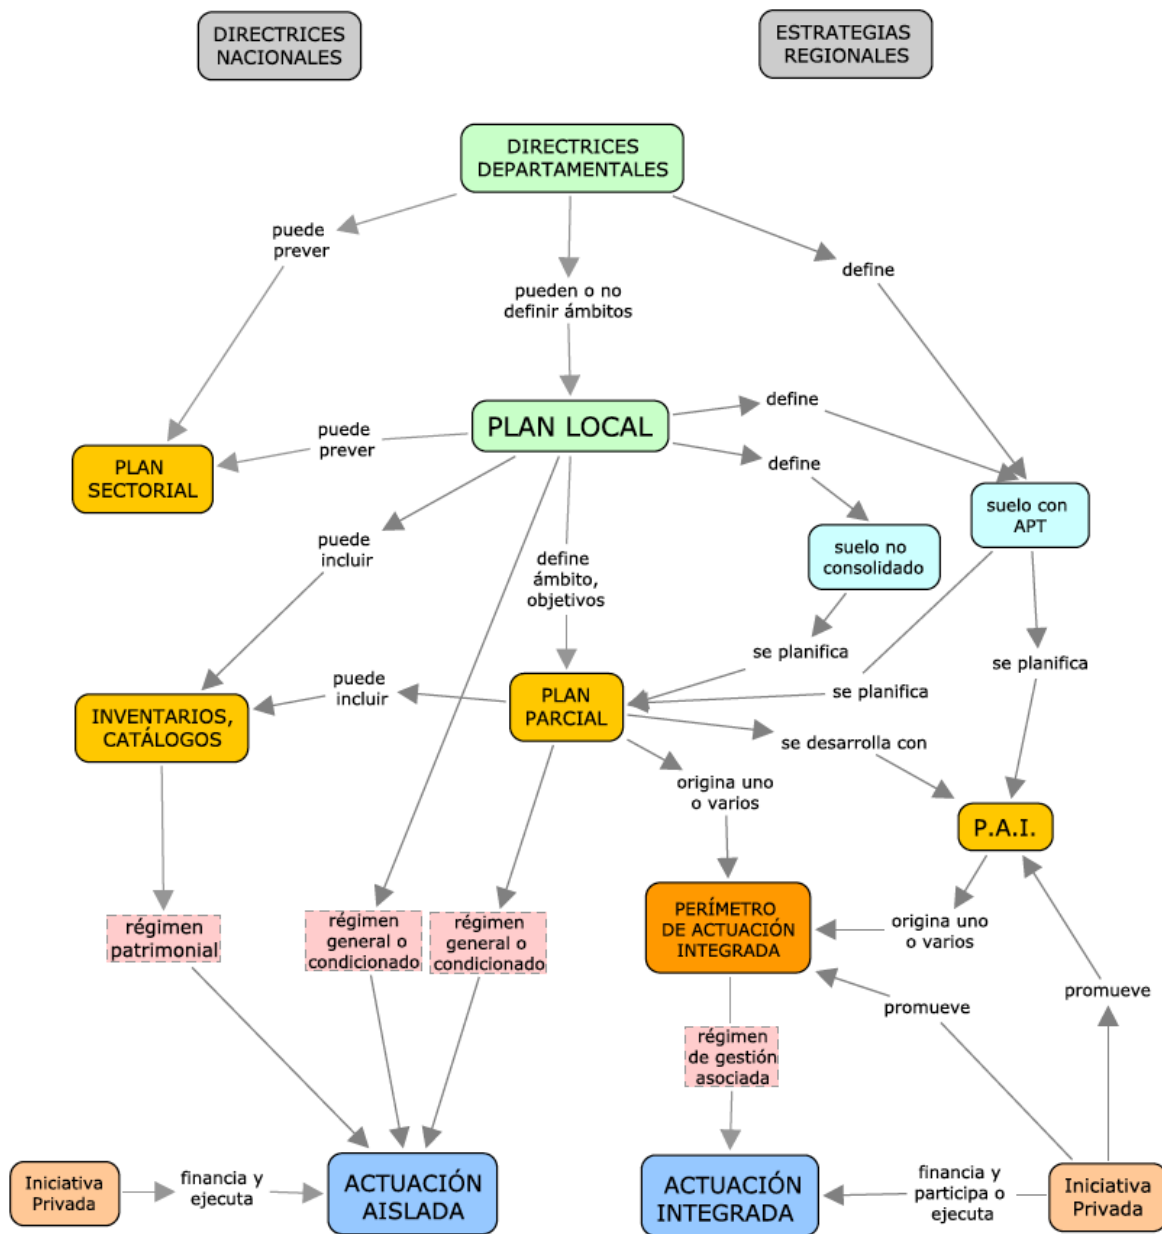 DIRECTRICES
NACIONALES
ESTRATEGIAS
REGIONALES
DIRECTRICES
DEPARTAMENTALES
puede
prever
define
pueden o no
definir ámbitos
define
PLAN LOCAL
puede
prever
define
PLAN
SECTORIAL
suelo con
APT
puede
incluir
define
ámbito,
objetivos
suelo no
consolidado
se planifica
se planifica
puede
incluir
se planifica
PLAN
PARCIAL
INVENTARIOS,
CATÁLOGOS
se desarrolla con
origina uno
o varios
P.A.I.
régimen
patrimonial
régimen
general o
condicionado
régimen
general o
condicionado
PERÍMETRO
DE ACTUACIÓN
INTEGRADA
origina uno
o varios
promueve
promueve
régimen
de gestión
asociada
Iniciativa
Privada
financia y
ejecuta
ACTUACIÓN
AISLADA
ACTUACIÓN
INTEGRADA
financia y
participa o
ejecuta
Iniciativa
Privada